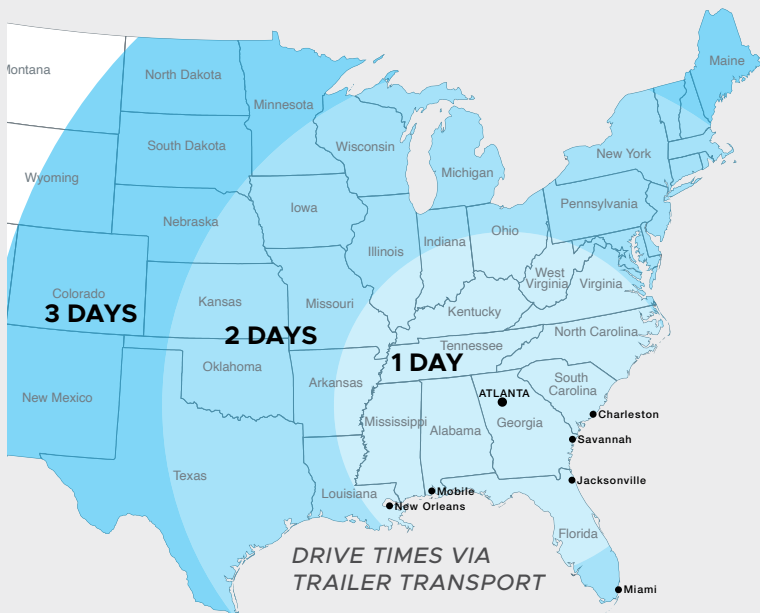 Maine
Montana
North Dakota
Minnesota
South Dakota
Wisconsin
New York
Michigan
Wyoming
Pennsylvania
Nebraska
Iowa
Ohio
Illinois
Indiana
West
Virginia
Virginia
Colorado
3 DAYS
Kansas
Missouri
Kentucky
2 DAYS
North Carolina
Tennessee
1 DAY
Oklahoma
Arkansas
South
Carolina
New Mexico
ATLANTA
Charleston
Mississippi
Alabama
Georgia
Savannah
Texas
Jacksonville
Louisiana
Mobile
New Orleans
Florida
DRIVE TIMES VIA
TRAILER TRANSPORT
Miami